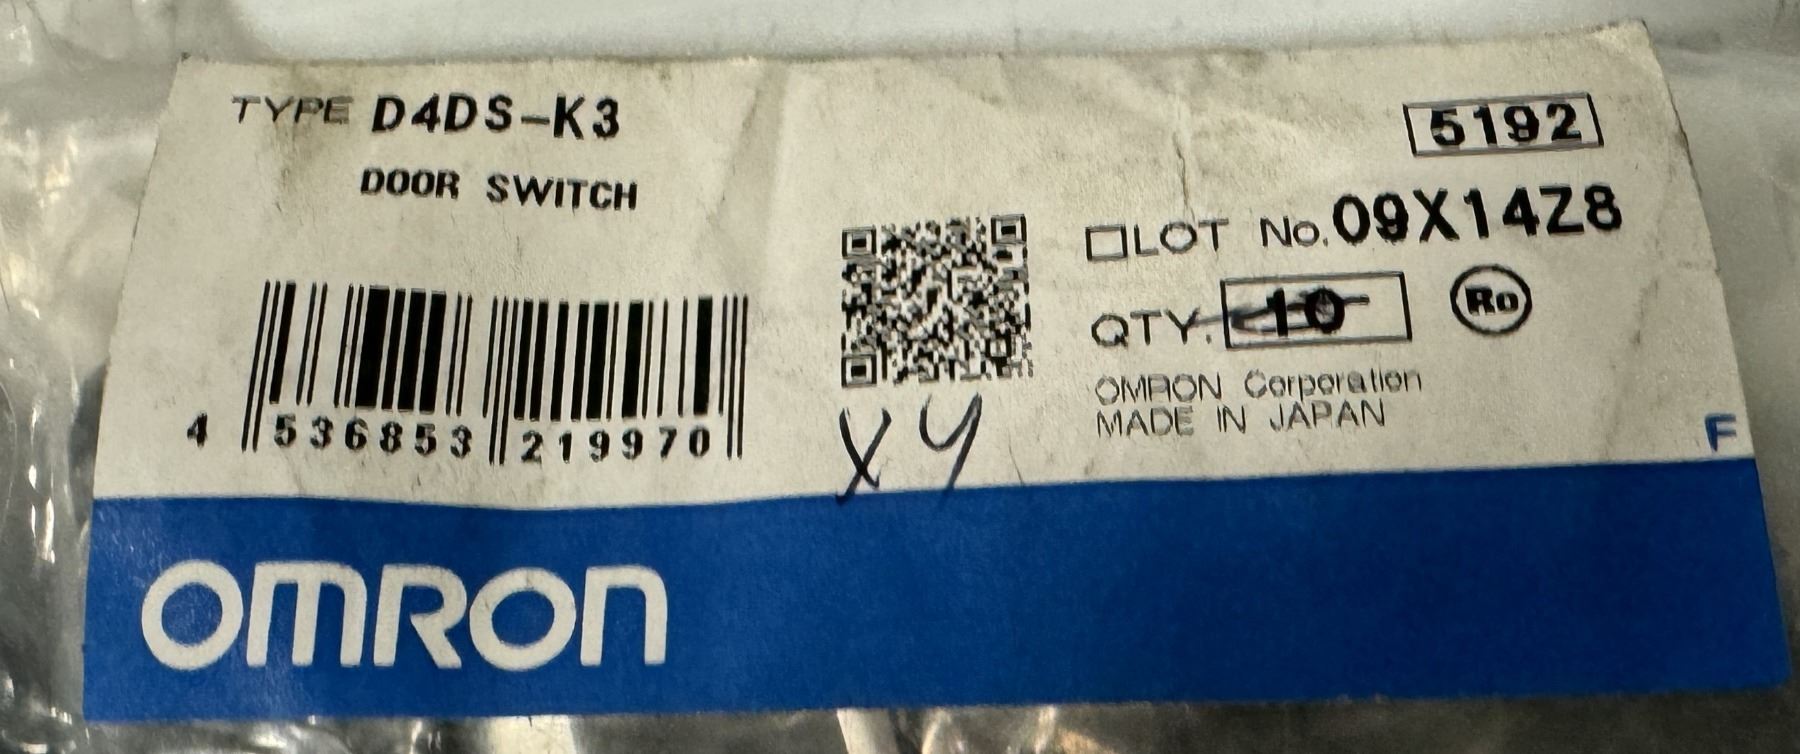 TYPE D4DS-K3
DOOR SWITCH
5192
□LOT No.09X14Z8
QTY. 10
Ro
OMRON Corporation
MADE IN JAPAN
4 536853 219970
X4
F
OMRON